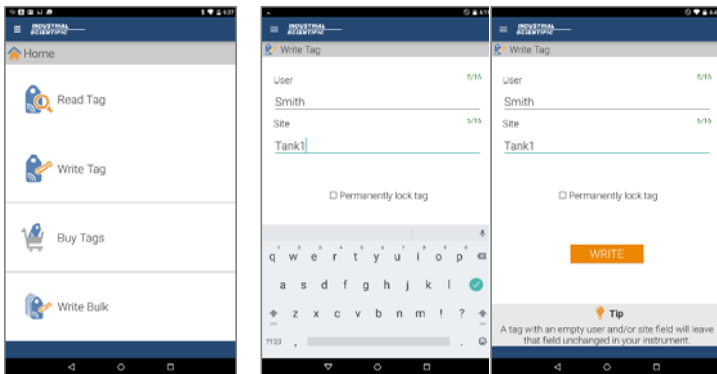 4:37
INDUSTRIAL
SCIENTIFIC
Home
Read Tag
Write Tag
Buy Tags
Write Bulk
INDUSTRIAL
SCIENTIFIC
Write Tag
User
5/16
Smith
Site
5/16
Tank1
Permanently lock tag
q w e r t y u i o p
a s d f g h j k l
z x c v b n m ! ?
?123 , .
INDUSTRIAL
SCIENTIFIC
Write Tag
User
5/16
Smith
Site
5/16
Tank1
Permanently lock tag
WRITE
Tip
A tag with an empty user and/or site field will leave
that field unchanged in your instrument.